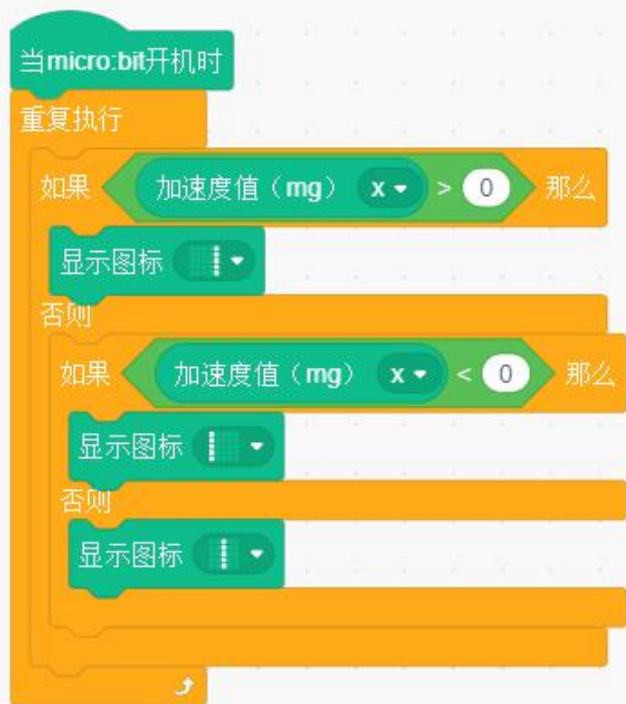 当micro:bit开机时
重复执行
如果 加速度值（mg） x > 0 那么
显示图标
否则
如果 加速度值（mg） x < 0 那么
显示图标
否则
显示图标